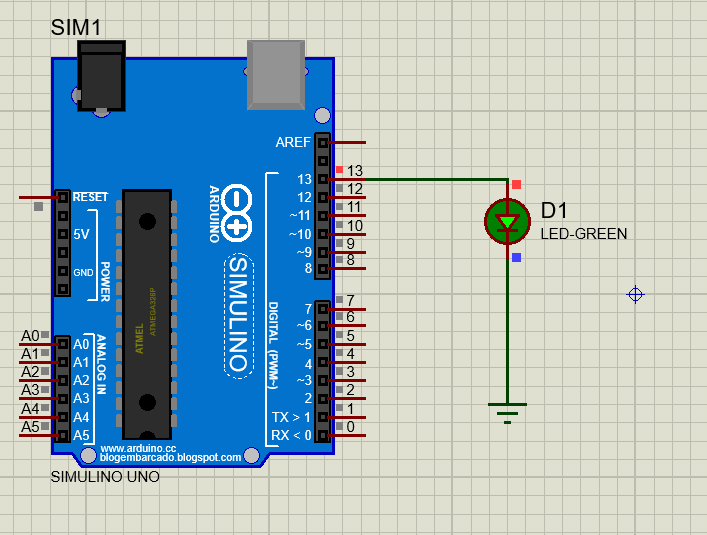 SIM1
AREF
13 13
12 12
~11 11
~10 10
~9 9
8 8
RESET
5V
GND
POWER
ARDUINO
SIMULINO
ATMEL
ATMEGA328P
DIGITAL (PWM~)
7 7
~6 6
~5 5
4 4
~3 3
2 2
TX > 1 1
RX < 0 0
A0 A0
A1 A1
A2 A2
A3 A3
A4 A4
A5 A5
ANALOG IN
www.arduino.cc
blogembarcado.blogspot.com
SIMULINO UNO
D1
LED-GREEN